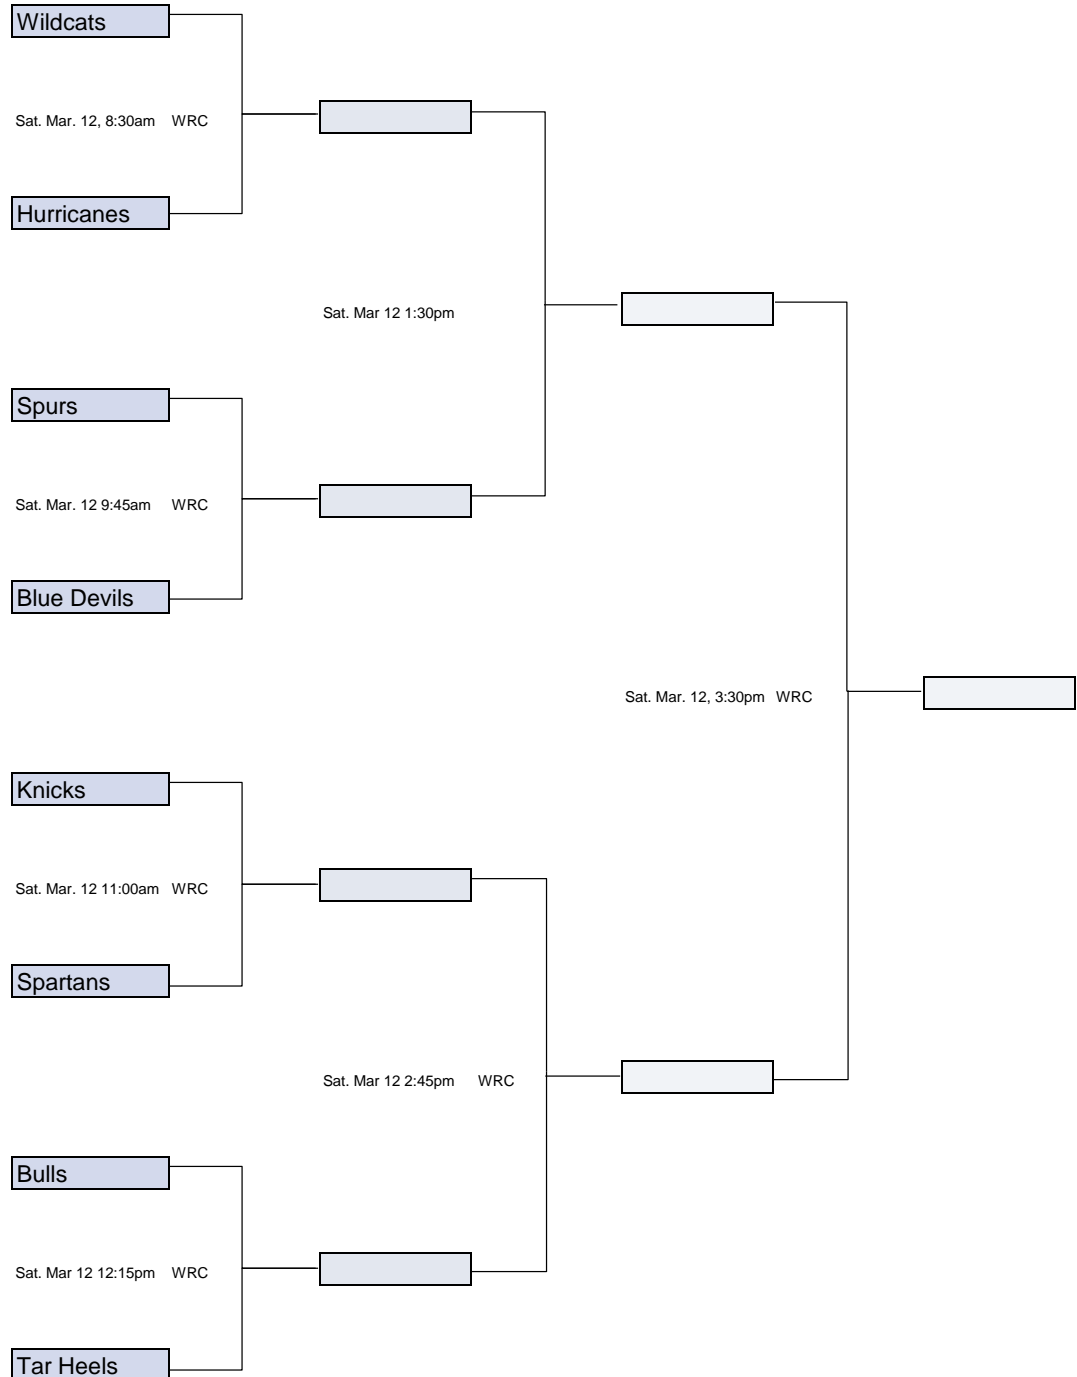 Wildcats
Sat. Mar. 12, 8:30am WRC
Hurricanes
Sat. Mar 12 1:30pm
Spurs
Sat. Mar. 12 9:45am WRC
Blue Devils
Sat. Mar. 12, 3:30pm WRC
Knicks
Sat. Mar. 12 11:00am WRC
Spartans
Sat. Mar 12 2:45pm WRC
Bulls
Sat. Mar 12 12:15pm WRC
Tar Heels